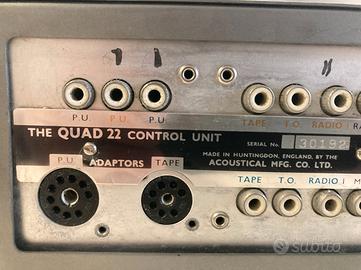 P.U. P.U. P.U. TAPE T.O. RADIO I
THE QUAD 22 CONTROL UNIT SERIAL No. 30192
P.U. ADAPTORS TAPE
MADE IN HUNTINGDON, ENGLAND, BY THE
ACOUSTICAL MFG. CO. LTD.
TAPE T.O. RADIO I M
subito